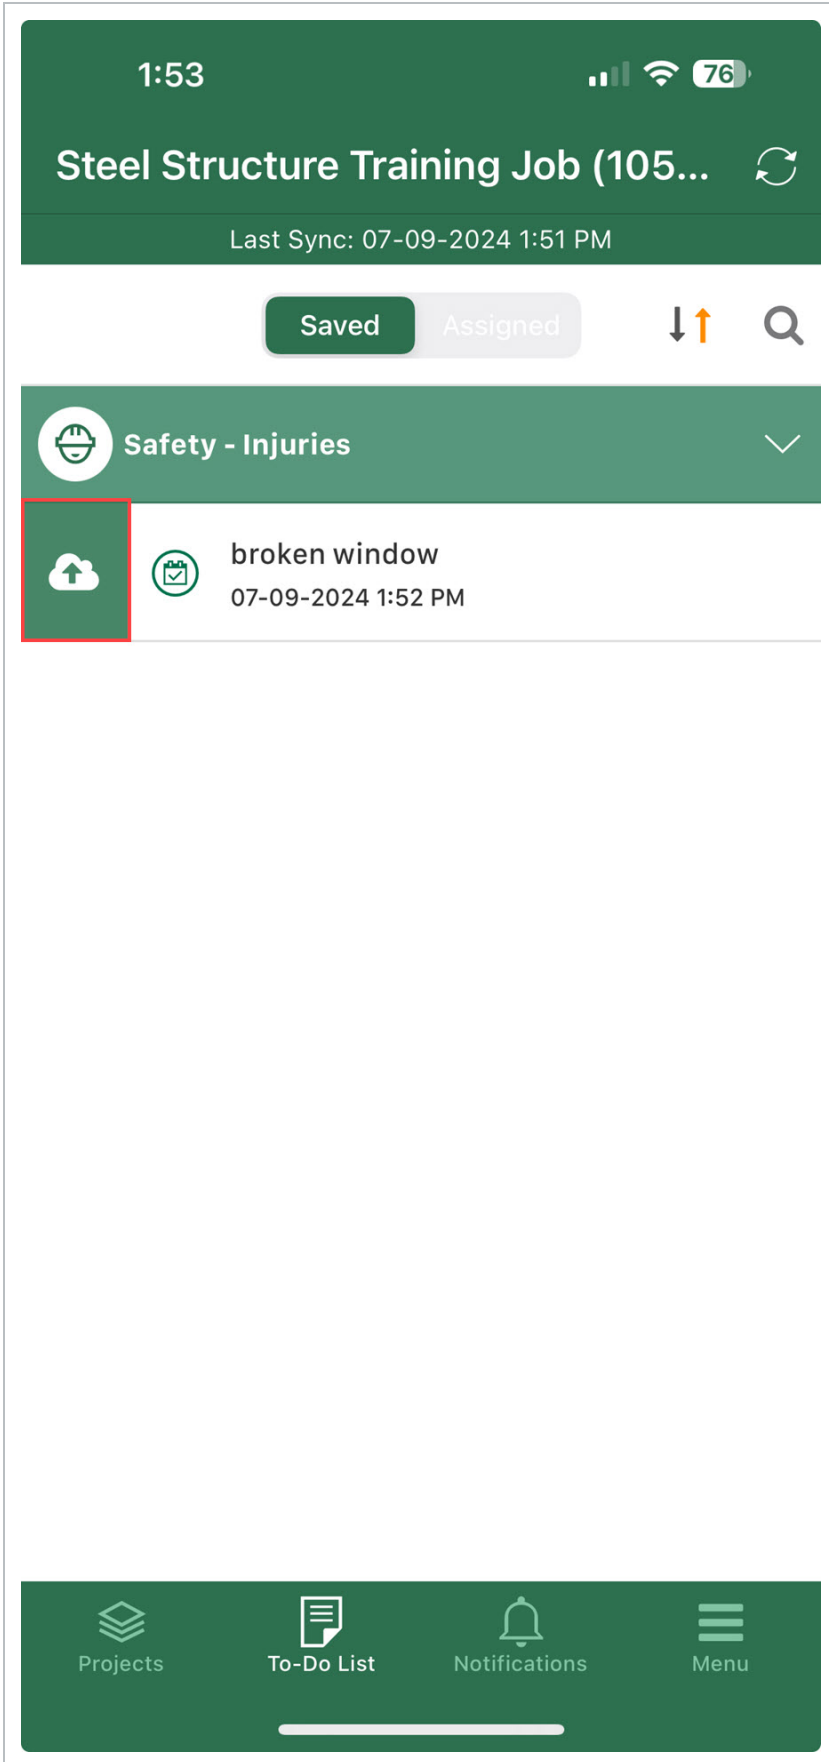 1:53
76
Steel Structure Training Job (105...
Last Sync: 07-09-2024 1:51 PM
Saved
Assigned
Safety - Injuries
broken window
07-09-2024 1:52 PM
Projects
To-Do List
Notifications
Menu